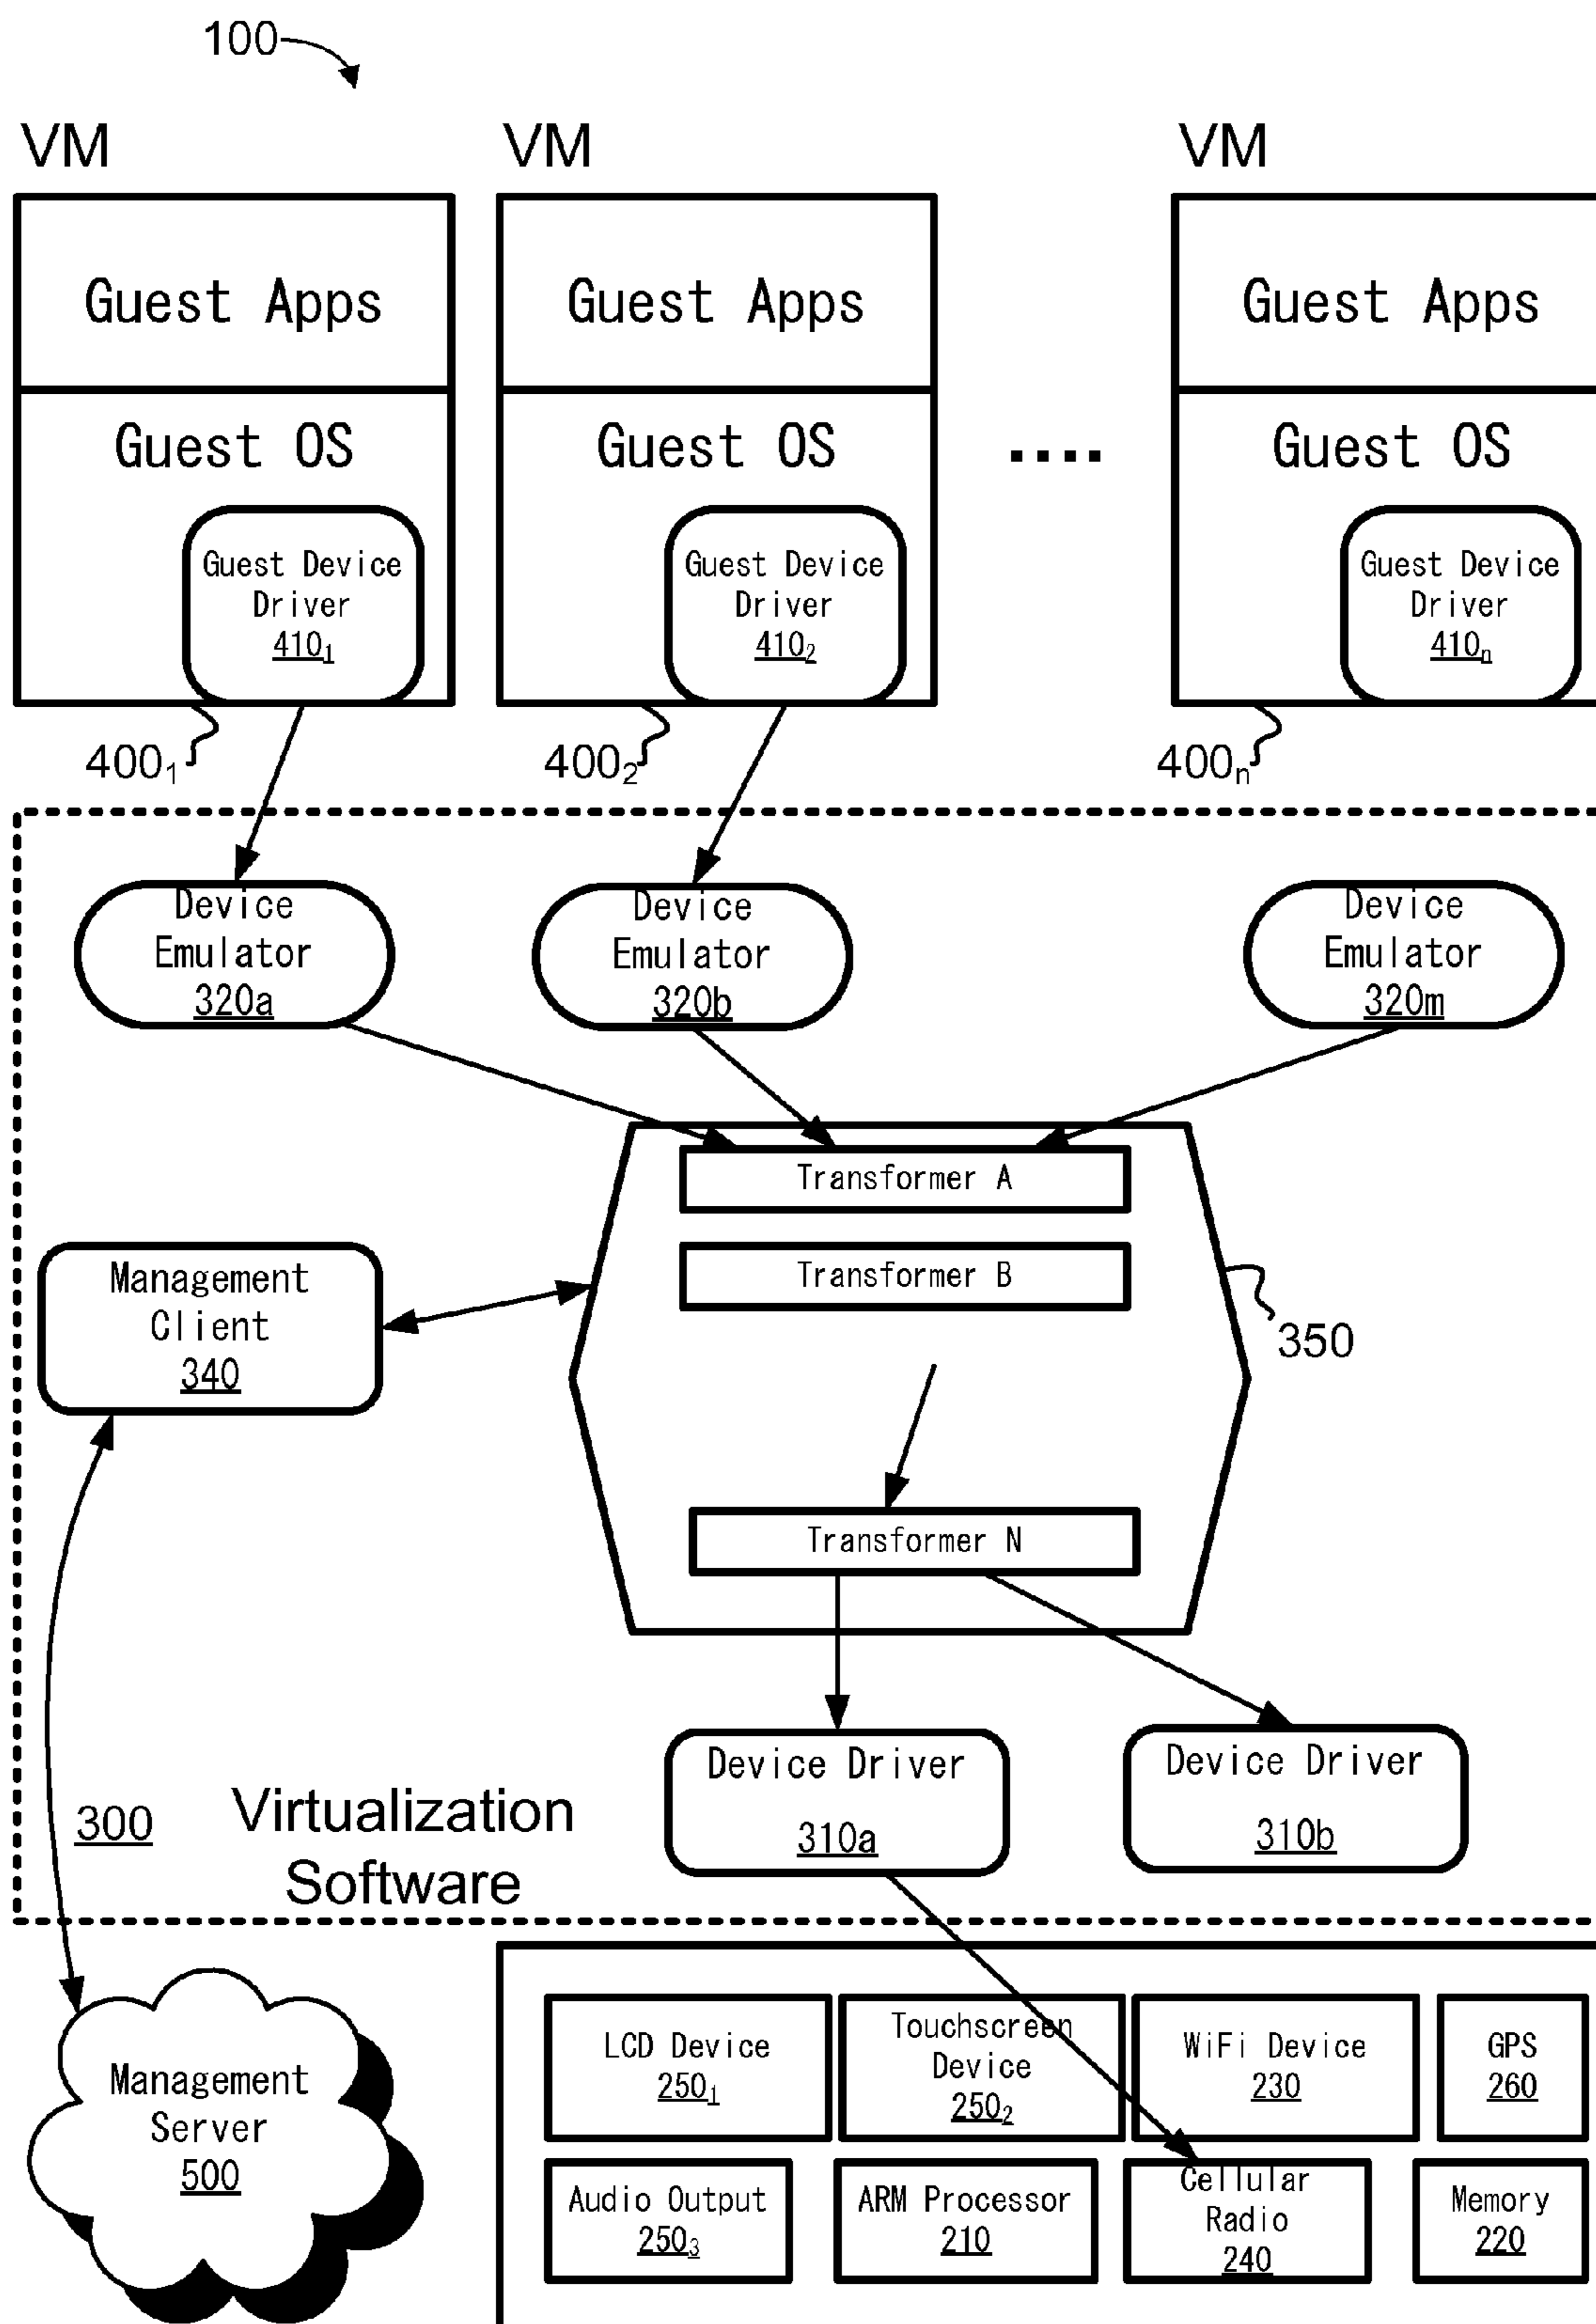 100
VM
VM
VM
Guest Apps
Guest Apps
Guest Apps
Guest OS
Guest OS
....
Guest OS
Guest Device
Driver
410₁
Guest Device
Driver
410₂
Guest Device
Driver
410ₙ
400₁
400₂
400ₙ
Device
Emulator
320a
Device
Emulator
320b
Device
Emulator
320m
Transformer A
Transformer B
Management
Client
340
350
Transformer N
Device Driver
310a
Device Driver
310b
300
Virtualization
Software
Management
Server
500
LCD Device
250₁
Touchscreen
Device
250₂
WiFi Device
230
GPS
260
Audio Output
250₃
ARM Processor
210
Cellular
Radio
240
Memory
220